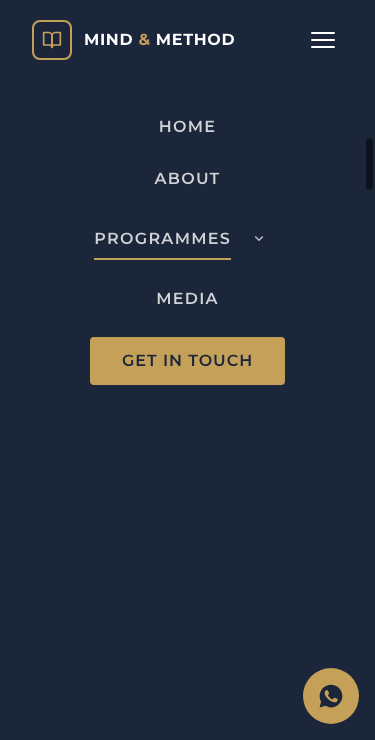 MIND & METHOD
HOME
ABOUT
PROGRAMMES
MEDIA
GET IN TOUCH